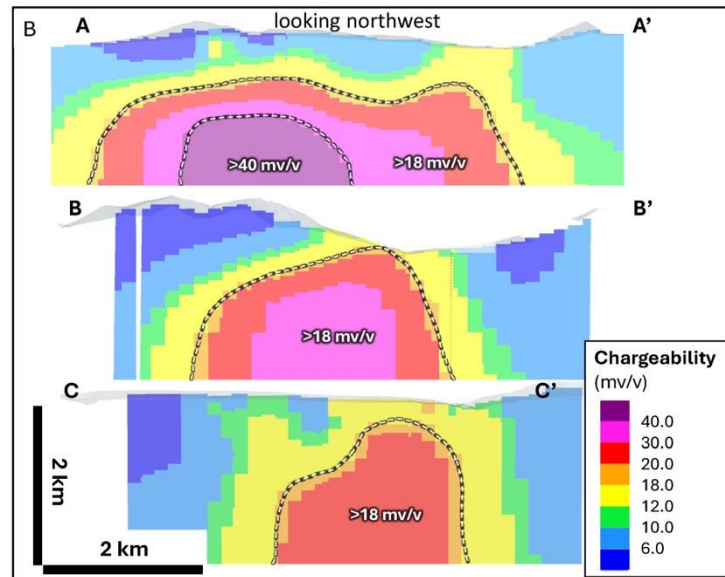 B
looking northwest
A
A'
>40 mv/v
>18 mv/v
B
B'
>18 mv/v
C
C'
>18 mv/v
2 km
2 km
Chargeability
(mv/v)
40.0
30.0
20.0
18.0
12.0
10.0
6.0